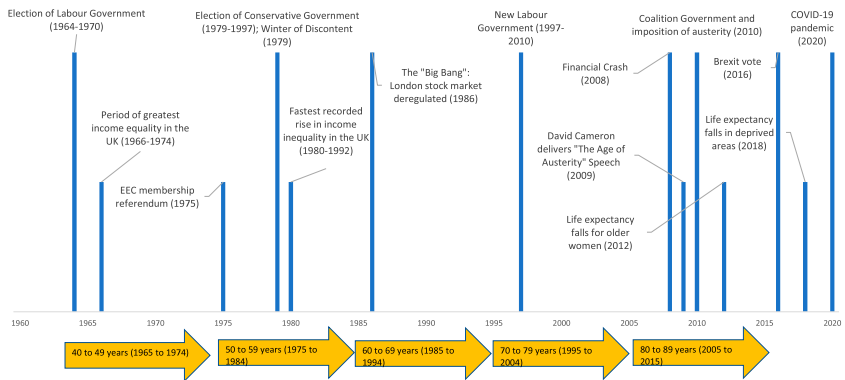 Election of Labour Government
(1964-1970)
Election of Conservative Government
(1979-1997); Winter of Discontent
(1979)
New Labour
Government (1997-
2010)
Coalition Government and
imposition of austerity (2010)
COVID-19
pandemic
(2020)
The "Big Bang":
London stock market
deregulated (1986)
Financial Crash
(2008)
Brexit vote
(2016)
Period of greatest
income equality in the
UK (1966-1974)
Fastest recorded
rise in income
inequality in the UK
(1980-1992)
Life expectancy
falls in deprived
areas (2018)
David Cameron
delivers "The Age of
Austerity" Speech
(2009)
EEC membership
referendum (1975)
Life expectancy
falls for older
women (2012)
1960 1965 1970 1975 1980 1985 1990 1995 2000 2005 2010 2015 2020
40 to 49 years (1965 to 1974)
50 to 59 years (1975 to
1984)
60 to 69 years (1985 to
1994)
70 to 79 years (1995 to
2004)
80 to 89 years (2005 to
2015)